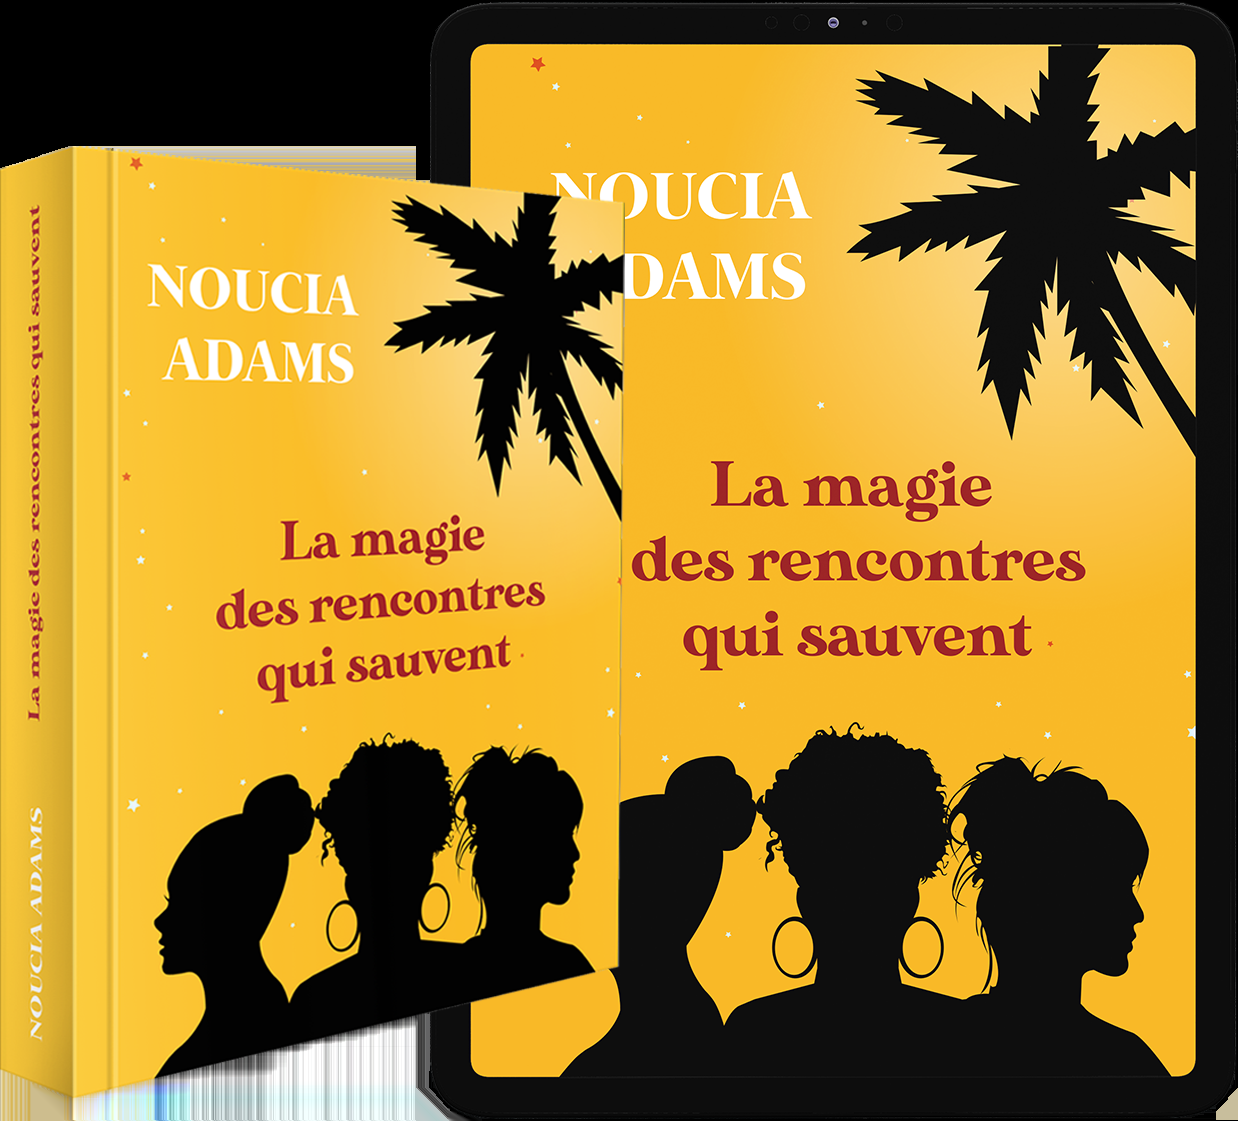 La magie des rencontres qui sauvent
NOUCIA ADAMS
NOUCIA
ADAMS
La magie
des rencontres
qui sauvent
NOUCIA
DAMS
La magie
des rencontres
qui sauvent